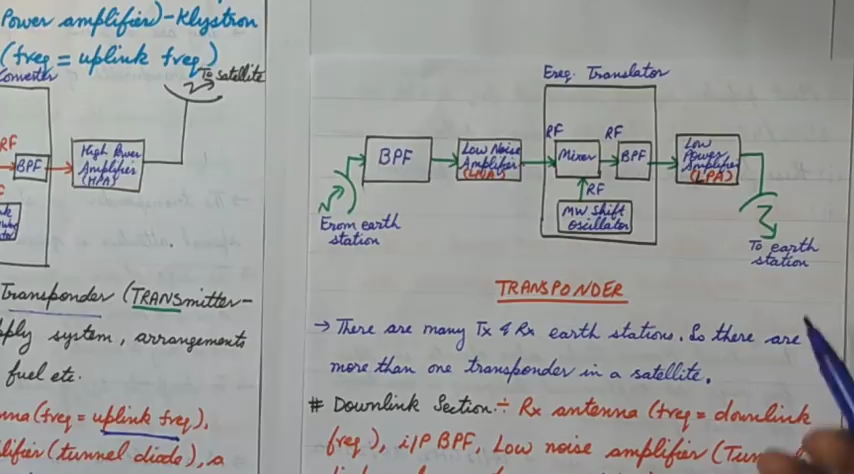 Power amplifier)-Klystron
(freq = uplink freq)
Converter
To satellite
RF
BPF
High Power
Amplifier
(HPA)
Transponder (TRANSmitter-
pply system, arrangements
fuel etc.
nna (freq = uplink freq),
lifier (tunnel diode), a
Freq. Translator
BPF
Low Noise
Amplifier
(LNA)
RF
Mixer
RF
BPF
RF
MW Shift
oscillator
Low
Power
Amplifier
(LPA)
From earth
station
To earth
station
TRANSPONDER
→ There are many Tx & Rx earth stations. So there are
more than one transponder in a satellite.
# Downlink Section:- Rx antenna (freq = downlink
freq), i/P BPF, Low noise amplifier (Tun